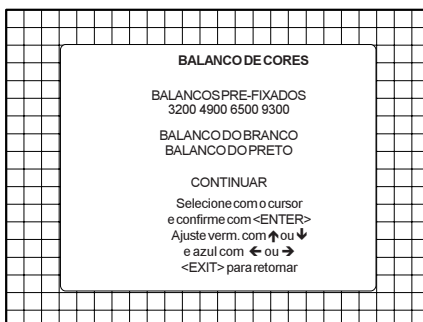 BALANCO DE CORES
BALANCOS PRE-FIXADOS
3200 4900 6500 9300
BALANCO DO BRANCO
BALANCO DO PRETO
CONTINUAR
Selecione com o cursor
e confirme com <ENTER>
Ajuste verm. com ↑ ou ↓
e azul com ← ou →
<EXIT> para retornar